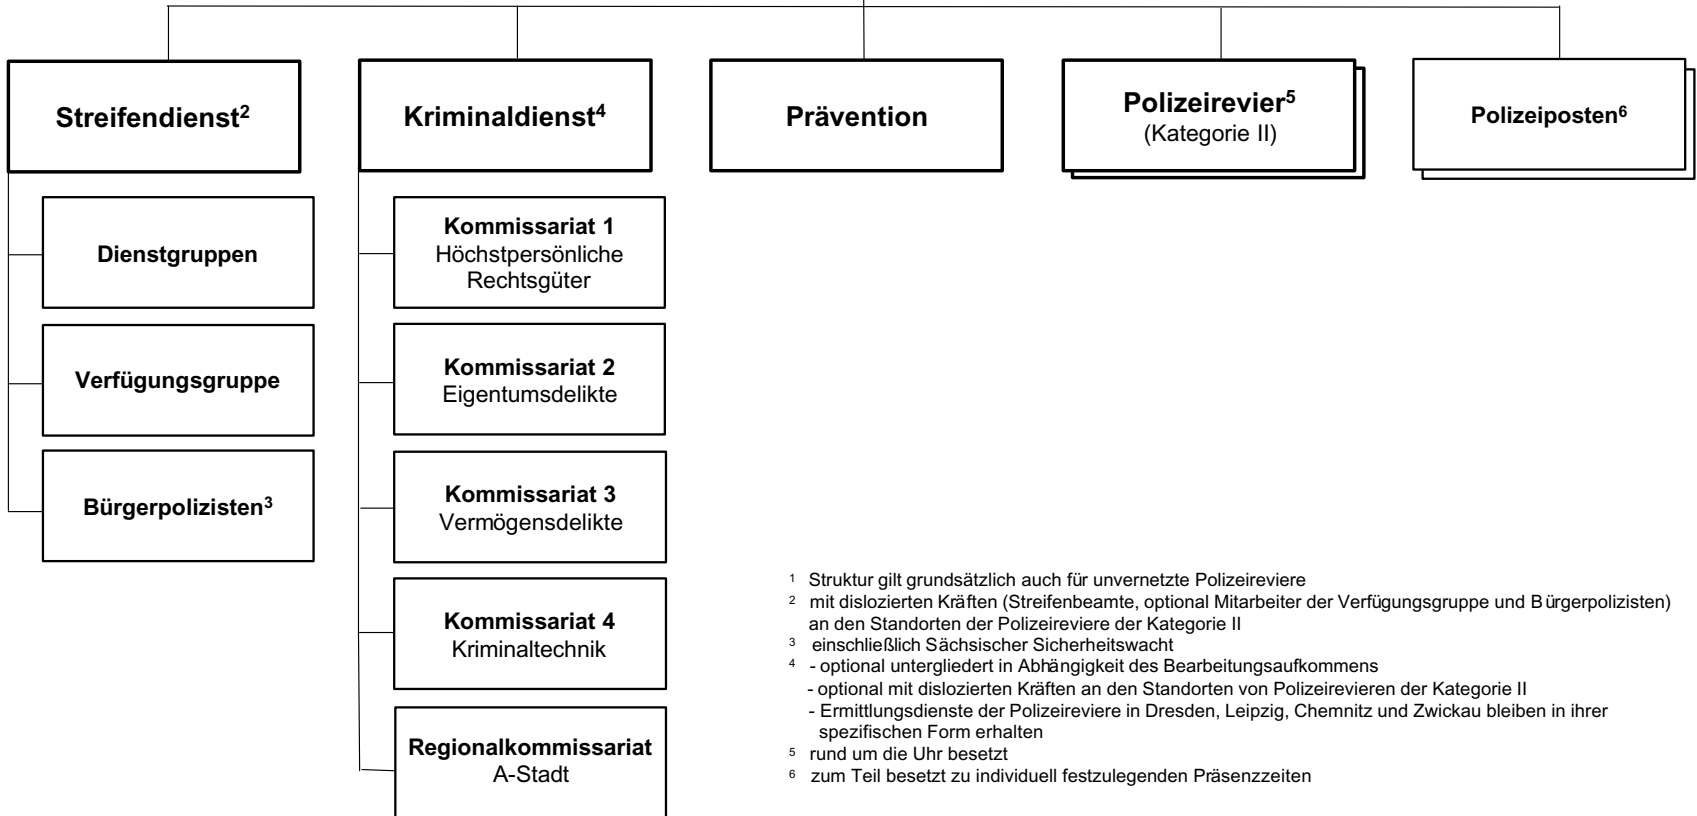 Streifendienst²
Kriminaldienst⁴
Prävention
Polizeirevier⁵
(Kategorie II)
Polizeiposten⁶
Dienstgruppen
Verfügungsgruppe
Bürgerpolizisten³
Kommissariat 1
Höchstpersönliche
Rechtsgüter
Kommissariat 2
Eigentumsdelikte
Kommissariat 3
Vermögensdelikte
Kommissariat 4
Kriminaltechnik
Regionalkommissariat
A-Stadt
¹ Struktur gilt grundsätzlich auch für unvernetzte Polizeireviere
² mit dislozierten Kräften (Streifenbeamte, optional Mitarbeiter der Verfügungsgruppe und Bürgerpolizisten)
an den Standorten der Polizeireviere der Kategorie II
³ einschließlich Sächsischer Sicherheitswacht
⁴ - optional untergliedert in Abhängigkeit des Bearbeitungsaufkommens
- optional mit dislozierten Kräften an den Standorten von Polizeirevieren der Kategorie II
- Ermittlungsdienste der Polizeireviere in Dresden, Leipzig, Chemnitz und Zwickau bleiben in ihrer
spezifischen Form erhalten
⁵ rund um die Uhr besetzt
⁶ zum Teil besetzt zu individuell festzulegenden Präsenzzeiten